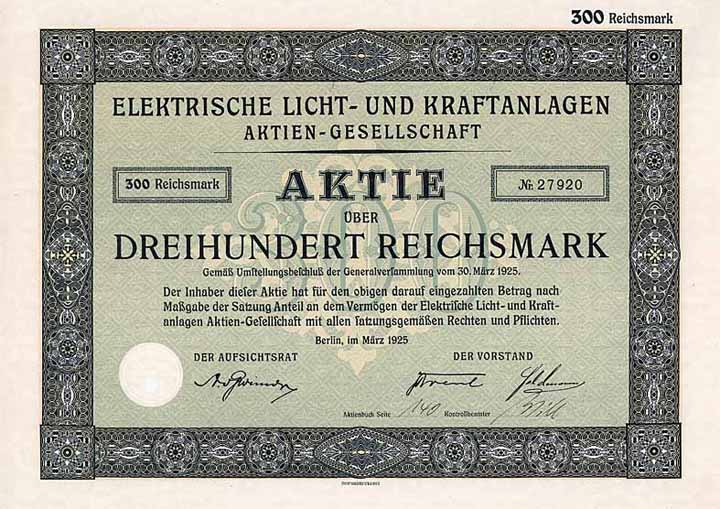 300 Reichsmark
ELEKTRISCHE LICHT- UND KRAFTANLAGEN
AKTIEN-GESELLSCHAFT
300 Reichsmark
AKTIE
№ 27920
ÜBER
DREIHUNDERT REICHSMARK
Gemäß Umſtellungsbeſchluß der Generalverſammlung vom 30. März 1925.
Der Inhaber dieſer Aktie hat für den obigen darauf eingezahlten Betrag nach
Maßgabe der Satzung Anteil an dem Vermögen der Elektriſche Licht- und Kraft-
anlagen Aktien-Geſellſchaft mit allen ſatzungsgemäßen Rechten und Pflichten.
Berlin, im März 1925
DER AUFSICHTSRAT
DER VORSTAND
Aktienbuch Seite 140 Kontrollbeamter